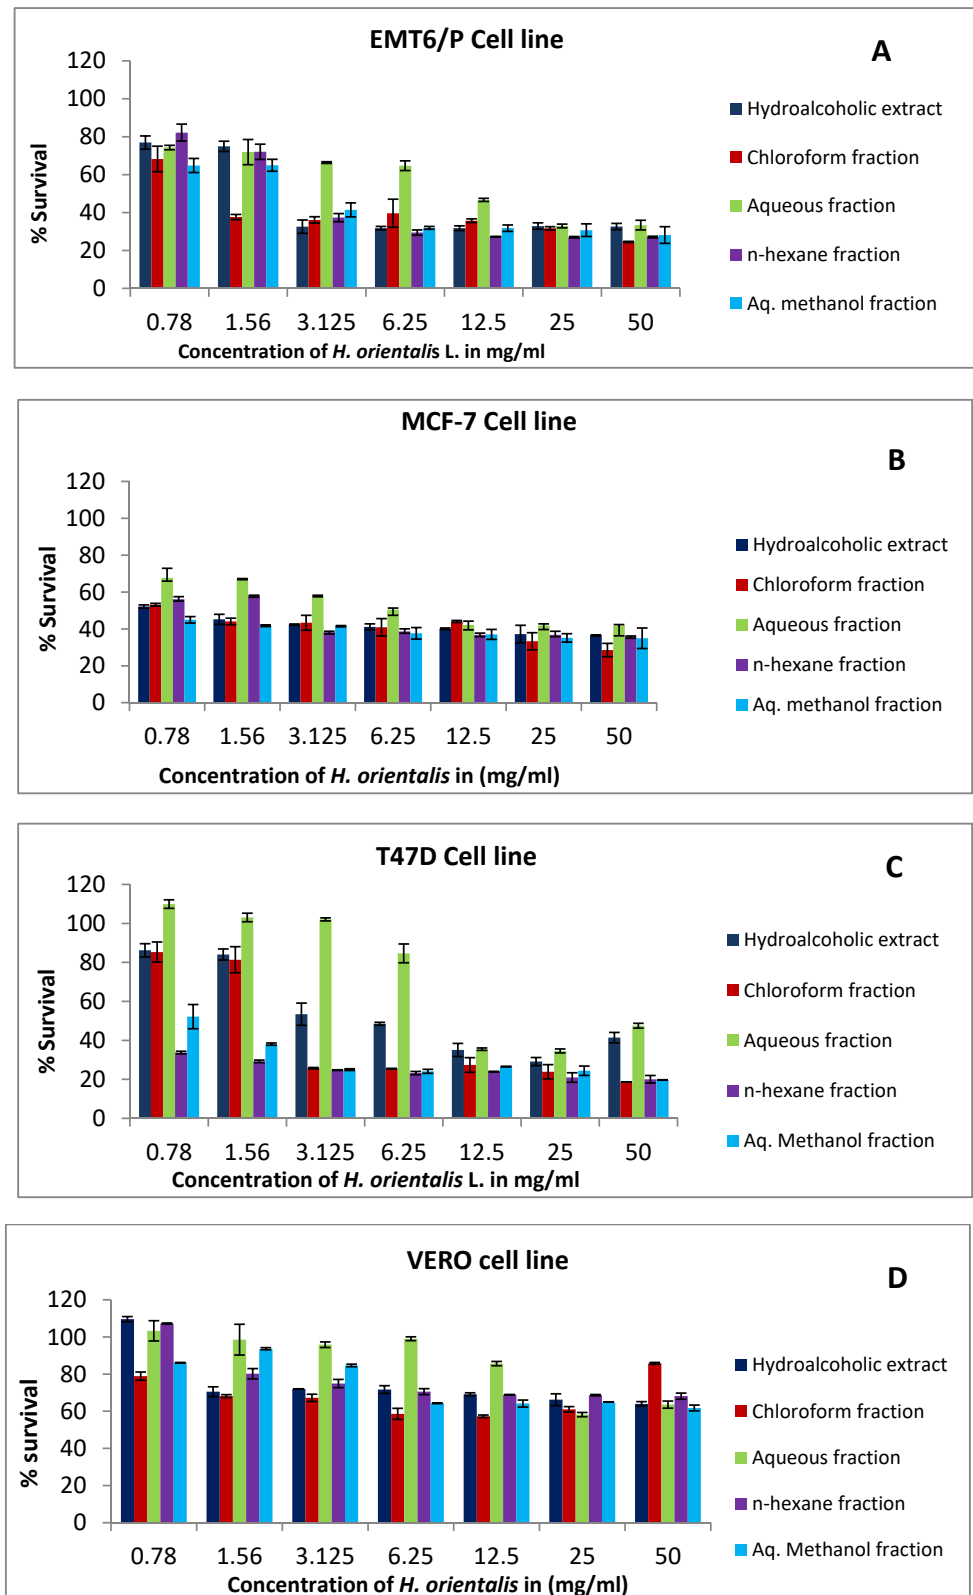 EMT6/P Cell line
A
120
100
80
60
40
20
0
% Survival
0.78 1.56 3.125 6.25 12.5 25 50
Concentration of H. orientalis L. in mg/ml
Hydroalcoholic extract
Chloroform fraction
Aqueous fraction
n-hexane fraction
Aq. methanol fraction
MCF-7 Cell line
B
120
100
80
60
40
20
0
% Survival
0.78 1.56 3.125 6.25 12.5 25 50
Concentration of H. orientalis in (mg/ml)
Hydroalcoholic extract
Chloroform fraction
Aqueous fraction
n-hexane fraction
Aq. methanol fraction
T47D Cell line
C
120
100
80
60
40
20
0
% Survival
0.78 1.56 3.125 6.25 12.5 25 50
Concentration of H. orientalis L. in mg/ml
Hydroalcoholic extract
Chloroform fraction
Aqueous fraction
n-hexane fraction
Aq. Methanol fraction
VERO cell line
D
120
100
80
60
40
20
0
% survival
0.78 1.56 3.125 6.25 12.5 25 50
Concentration of H. orientalis in (mg/ml)
Hydroalcoholic extract
Chloroform fraction
Aqueous fraction
n-hexane fraction
Aq. Methanol fraction